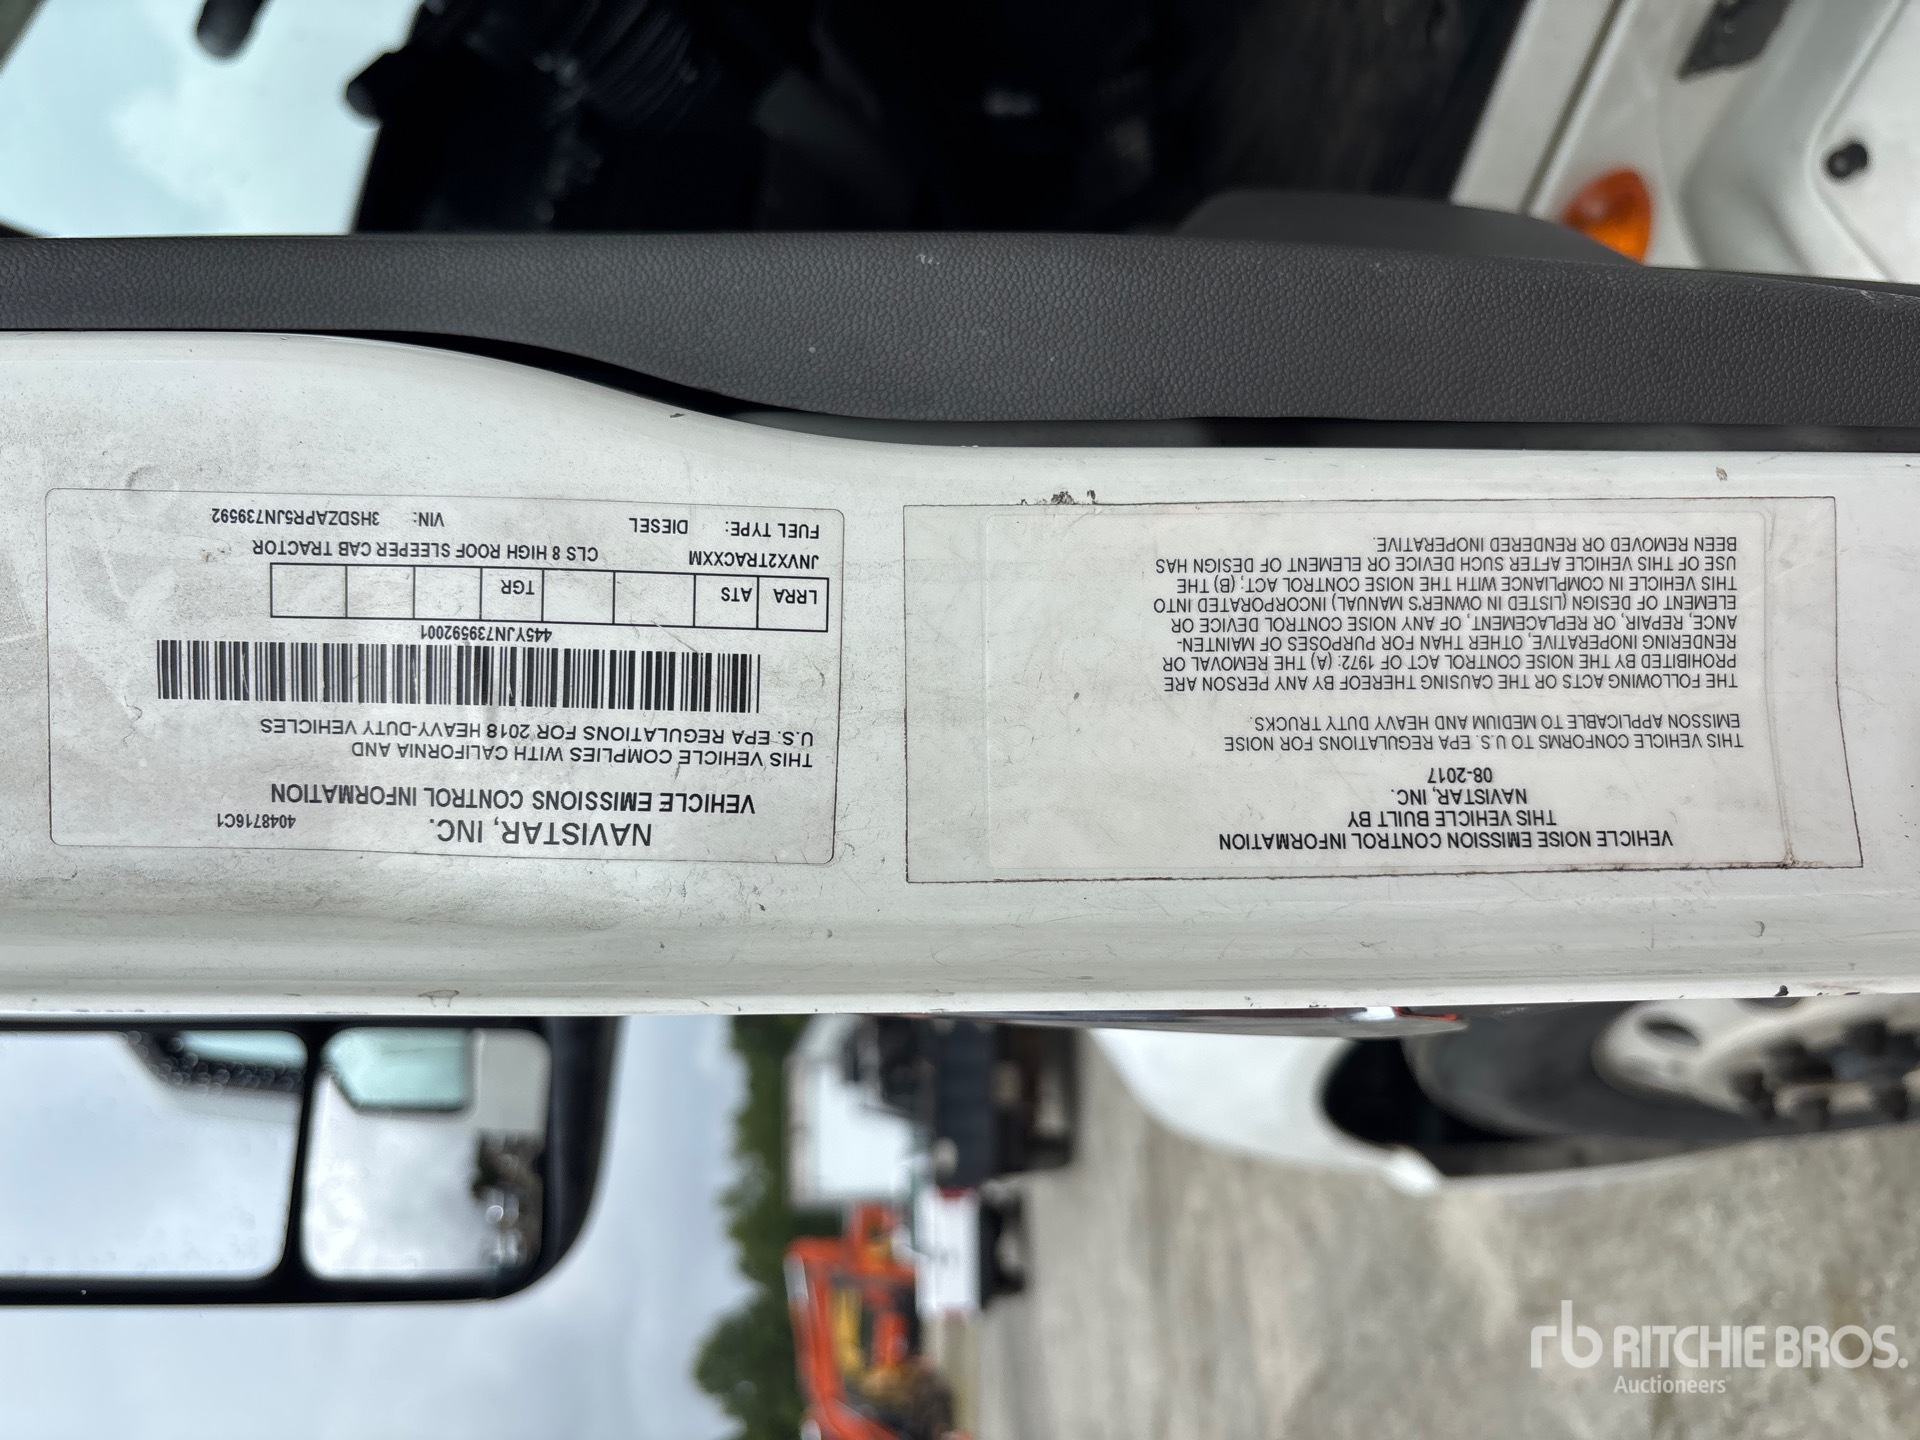 NAVISTAR, INC.
4048716C1
VEHICLE EMISSIONS CONTROL INFORMATION
THIS VEHICLE COMPLIES WITH CALIFORNIA AND
U.S. EPA REGULATIONS FOR 2018 HEAVY-DUTY VEHICLES
445YJN739592001
LRRA ATS TGR
JNVX2TRACXXM CLS 8 HIGH ROOF SLEEPER CAB TRACTOR
FUEL TYPE: DIESEL VIN: 3HSDZAPR5JN739592
VEHICLE NOISE EMISSION CONTROL INFORMATION
THIS VEHICLE BUILT BY
NAVISTAR, INC.
08-2017
THIS VEHICLE CONFORMS TO U.S. EPA REGULATIONS FOR NOISE
EMISSON APPLICABLE TO MEDIUM AND HEAVY DUTY TRUCKS.
THE FOLLOWING ACTS OR THE CAUSING THEREOF BY ANY PERSON ARE
PROHIBITED BY THE NOISE CONTROL ACT OF 1972: (A) THE REMOVAL OR
RENDERING INOPERATIVE, OTHER THAN FOR PURPOSES OF MAINTEN-
ANCE, REPAIR, OR REPLACEMENT, OF ANY NOISE CONTROL DEVICE OR
ELEMENT OF DESIGN (LISTED IN OWNER'S MANUAL) INCORPORATED INTO
THIS VEHICLE IN COMPLIANCE WITH THE NOISE CONTROL ACT; (B) THE
USE OF THIS VEHICLE AFTER SUCH DEVICE OR ELEMENT OF DESIGN HAS
BEEN REMOVED OR RENDERED INOPERATIVE.
rb RITCHIE BROS.
Auctioneers